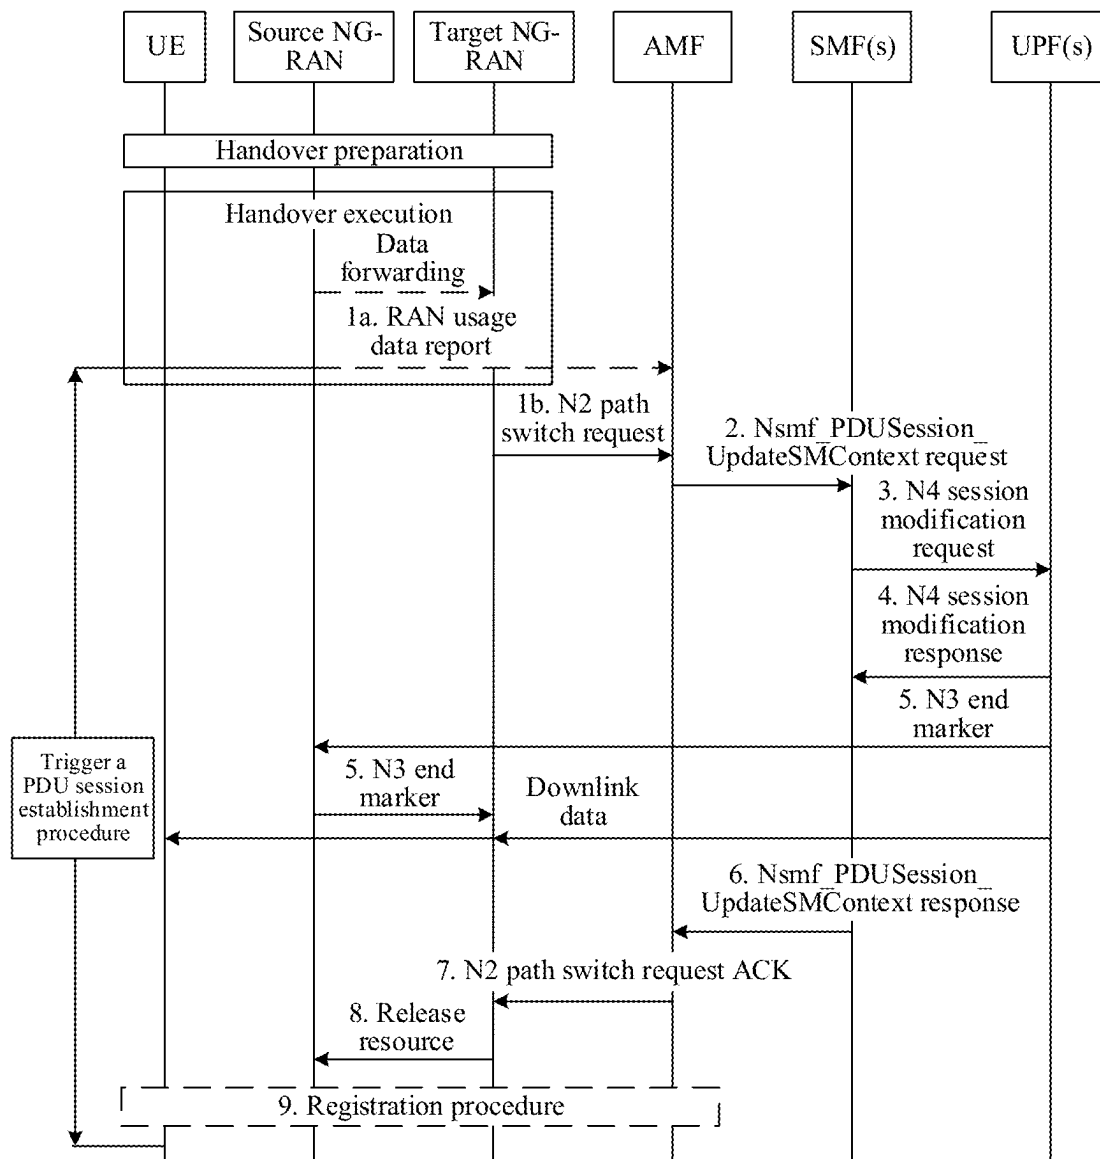 UE
Source NG-
RAN
Target NG-
RAN
AMF
SMF(s)
UPF(s)
Handover preparation
Handover execution
Data
forwarding
1a. RAN usage
data report
1b. N2 path
switch request
2. Nsmf_PDUSession_
UpdateSMContext request
3. N4 session
modification
request
4. N4 session
modification
response
5. N3 end
marker
Trigger a
PDU session
establishment
procedure
5. N3 end
marker
Downlink
data
6. Nsmf_PDUSession_
UpdateSMContext response
7. N2 path switch request ACK
8. Release
resource
9. Registration procedure